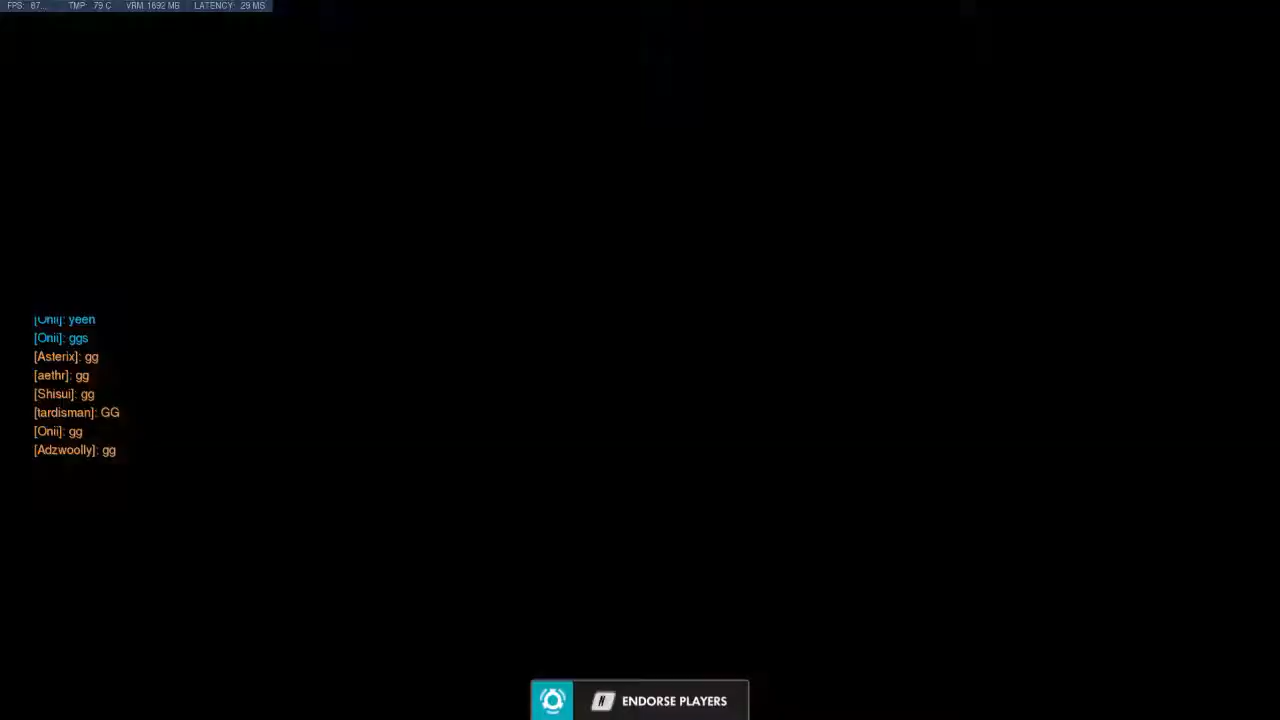 FPS: 87... TMP: 79 C VRM: 1692 MB LATENCY: 29 MS
[Onii]: yeen
[Onii]: ggs
[Asterix]: gg
[aethr]: gg
[Shisui]: gg
[tardisman]: GG
[Onii]: gg
[Adzwoolly]: gg
N ENDORSE PLAYERS